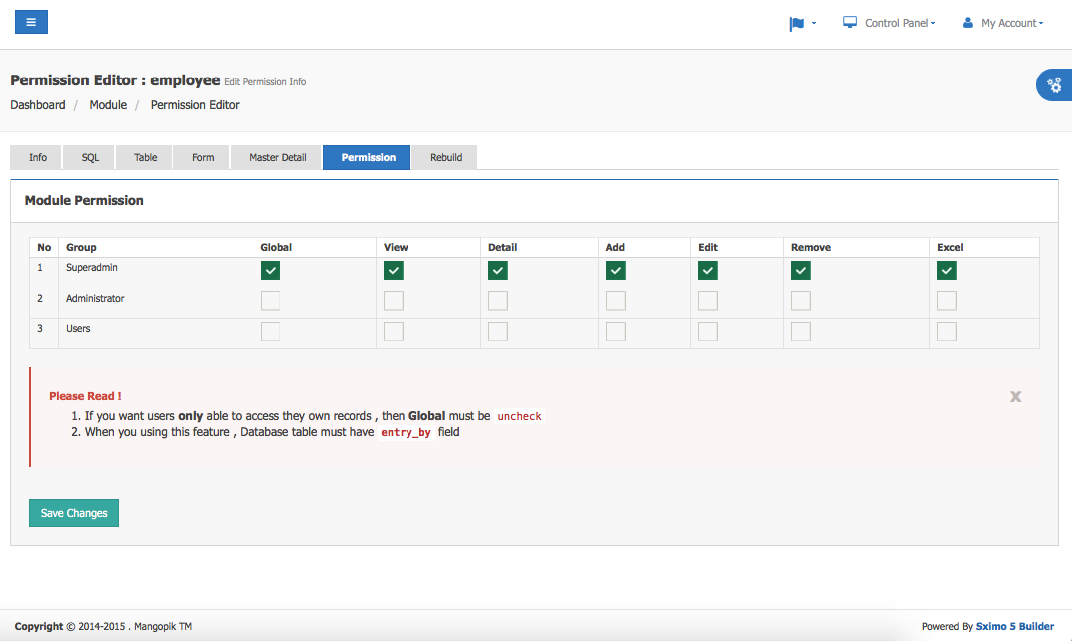 Control Panel
My Account
Permission Editor : employee Edit Permission Info
Dashboard / Module / Permission Editor
Info SQL Table Form Master Detail Permission Rebuild
Module Permission
No Group Global View Detail Add Edit Remove Excel
1 Superadmin
2 Administrator
3 Users
Please Read !
x
1. If you want users only able to access they own records , then Global must be uncheck
2. When you using this feature , Database table must have entry_by field
Save Changes
Copyright © 2014-2015 . Mangopik TM
Powered By Sximo 5 Builder